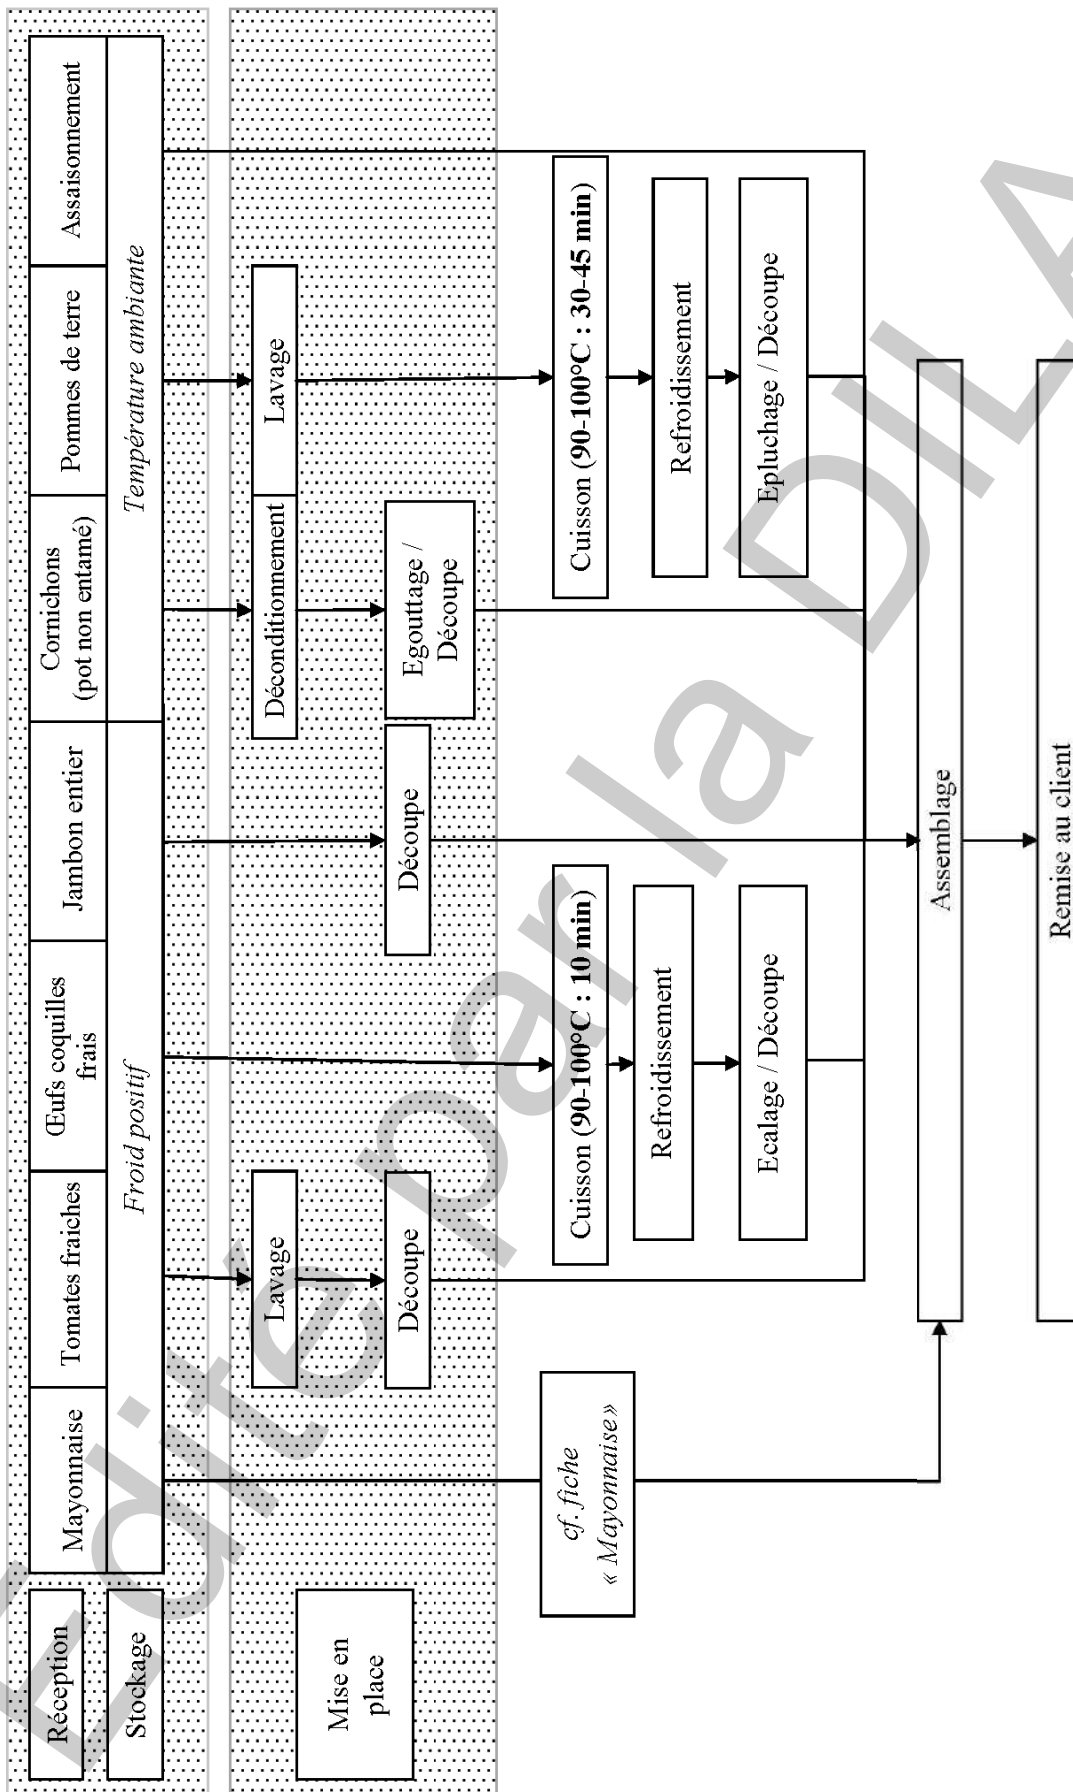 Réception
Mayonnaise
Tomates fraiches
Œufs coquilles
frais
Jambon entier
Cornichons
(pot non entamé)
Pommes de terre
Assaisonnement
Stockage
Froid positif
Température ambiante
Mise en
place
Lavage
Déconditionnement
Lavage
Découpe
Découpe
Egouttage /
Découpe
cf. fiche
« Mayonnaise»
Cuisson (90-100°C : 10 min)
Cuisson (90-100°C : 30-45 min)
Refroidissement
Refroidissement
Ecalage / Découpe
Epluchage / Découpe
Assemblage
Remise au client
Edité par la DILA